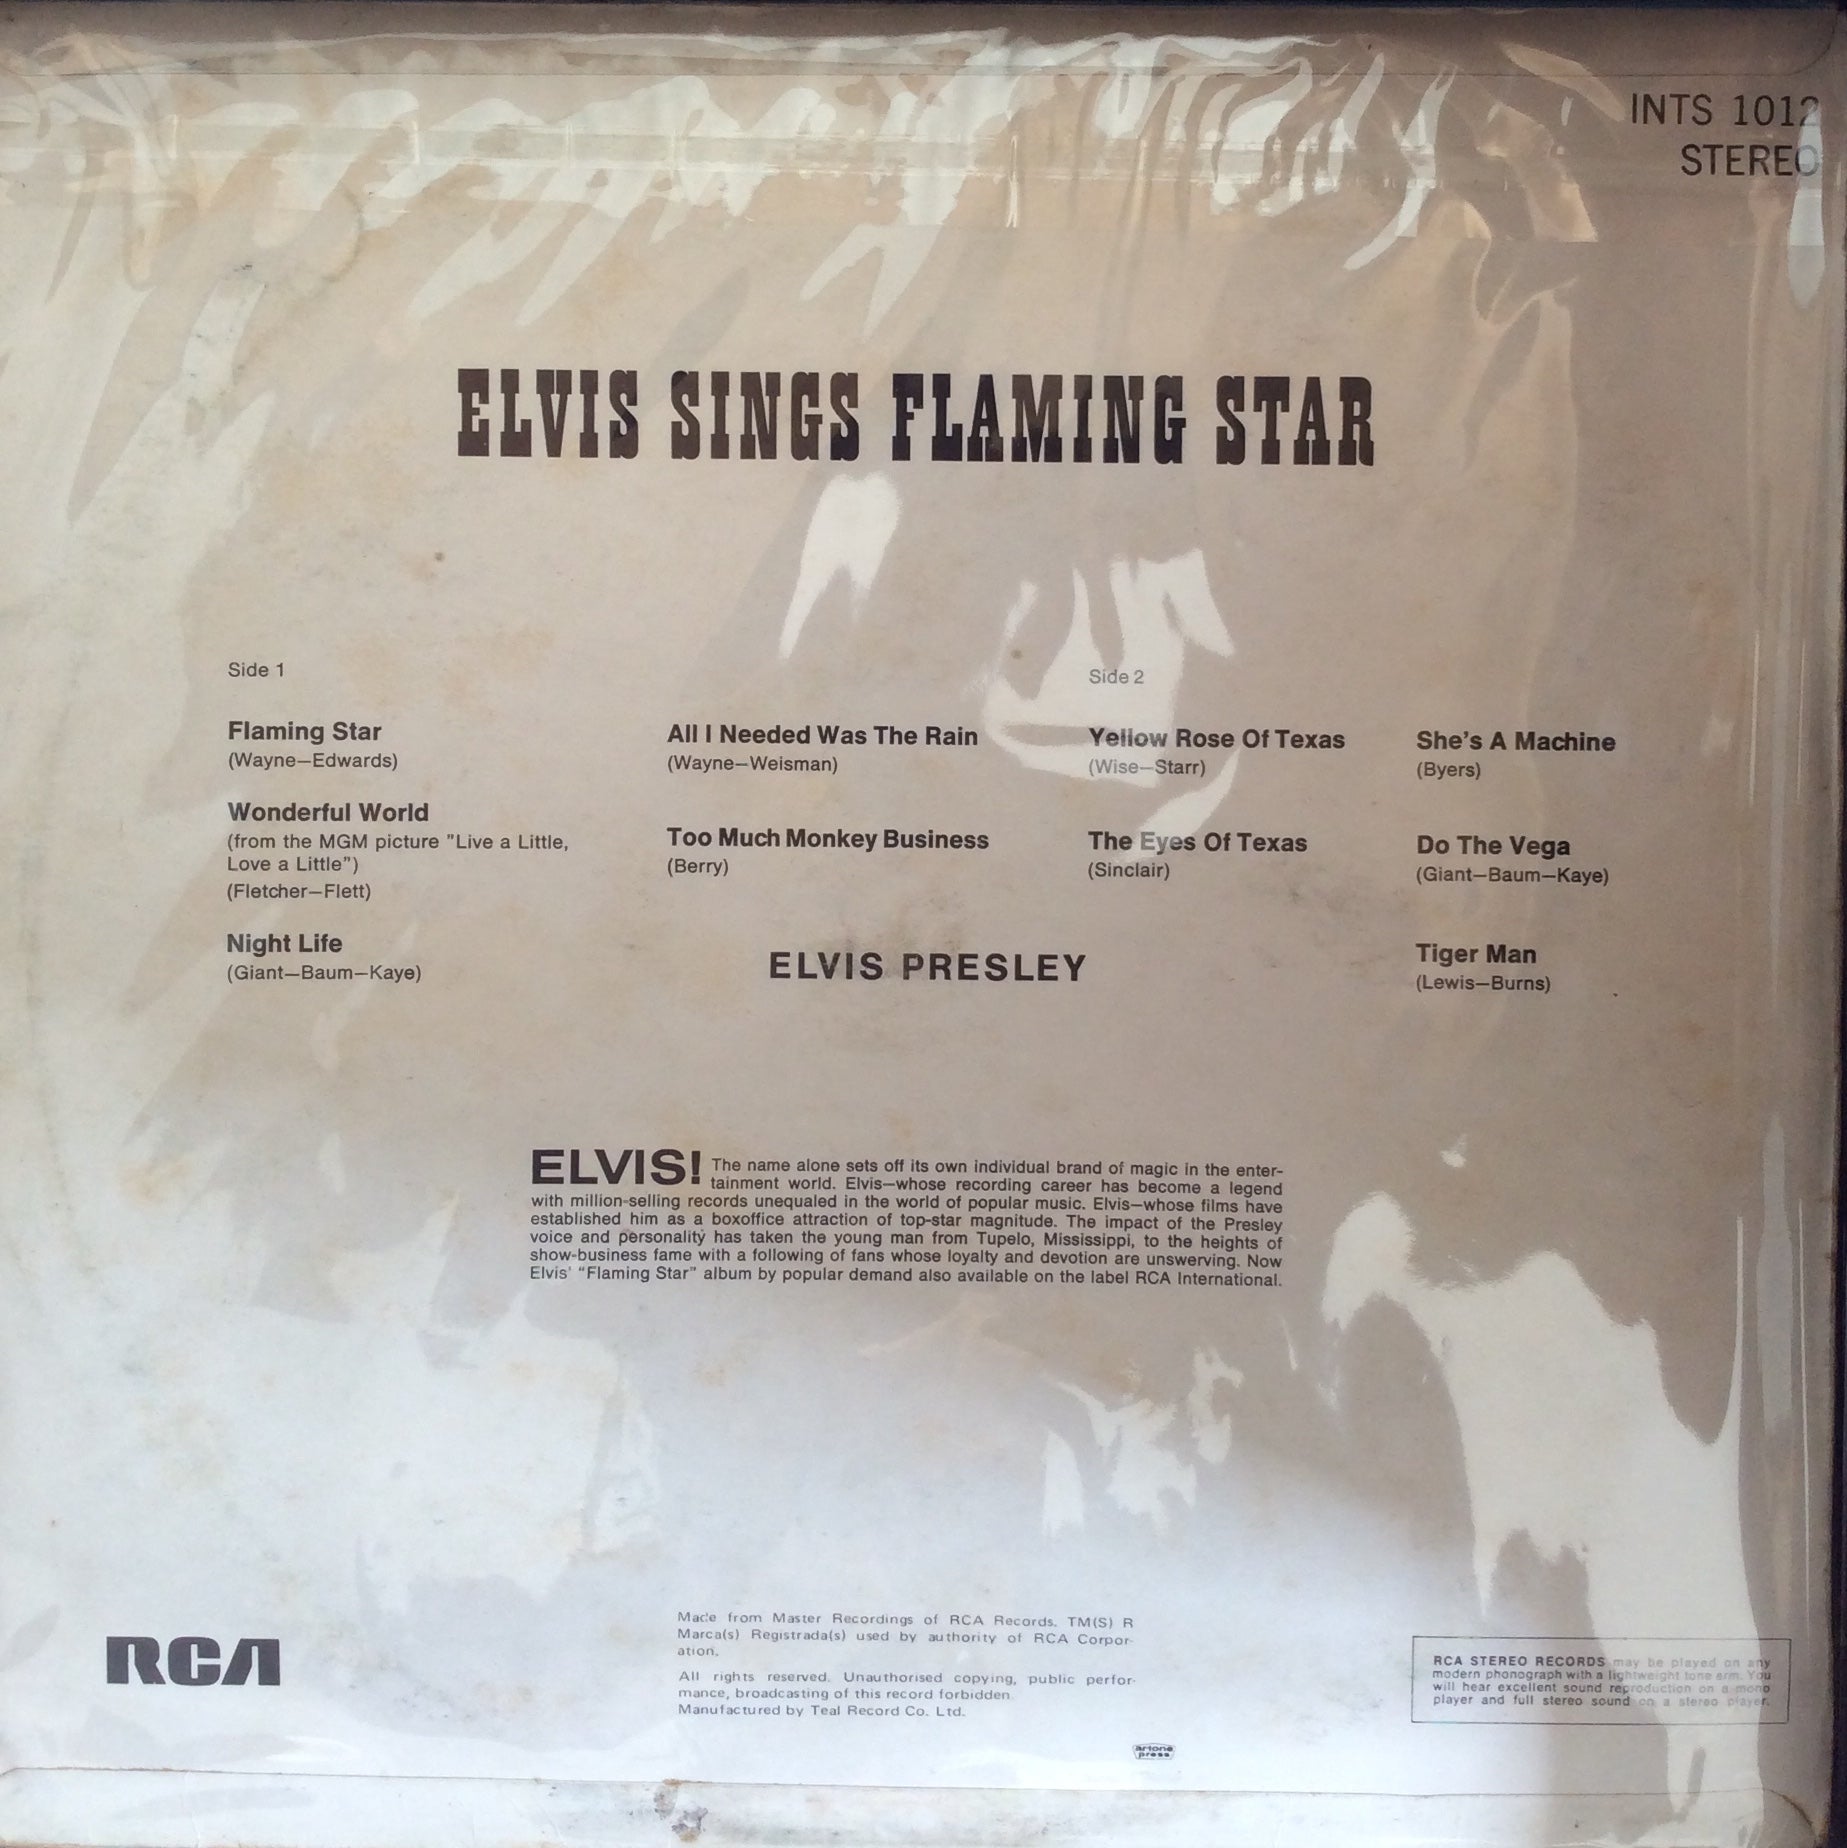 INTS 1012
STEREO
ELVIS SINGS FLAMING STAR
Side 1
Flaming Star
(Wayne—Edwards)
Wonderful World
(from the MGM picture "Live a Little,
Love a Little")
(Fletcher—Flett)
Night Life
(Giant—Baum—Kaye)
All I Needed Was The Rain
(Wayne—Weisman)
Too Much Monkey Business
(Berry)
Side 2
Yellow Rose Of Texas
(Wise—Starr)
The Eyes Of Texas
(Sinclair)
She's A Machine
(Byers)
Do The Vega
(Giant—Baum—Kaye)
Tiger Man
(Lewis—Burns)
ELVIS PRESLEY
ELVIS! The name alone sets off its own individual brand of magic in the enter-
tainment world. Elvis—whose recording career has become a legend
with million-selling records unequaled in the world of popular music. Elvis—whose films have
established him as a boxoffice attraction of top-star magnitude. The impact of the Presley
voice and personality has taken the young man from Tupelo, Mississippi, to the heights of
show-business fame with a following of fans whose loyalty and devotion are unswerving. Now
Elvis' "Flaming Star" album by popular demand also available on the label RCA International.
RCA
Made from Master Recordings of RCA Records. TM(S) R
Marca(s) Registrada(s) used by authority of RCA Corpor-
ation.
All rights reserved. Unauthorised copying, public perfor-
mance, broadcasting of this record forbidden
Manufactured by Teal Record Co. Ltd.
artone
press
RCA STEREO RECORDS may be played on any
modern phonograph with a lightweight tone arm. You
will hear excellent sound reproduction on a mono
player and full stereo sound on a stereo player.